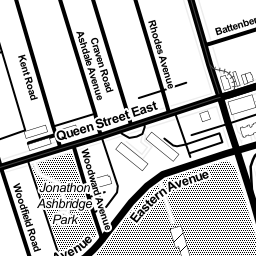 Battenber
Rhodes Avenue
Craven Road
Ashdale Avenue
Kent Road
Queen Street East
Jonathon
Ashbridge
Park
Woodward Avenue
Eastern Avenue
Woodfield Road
Avenue